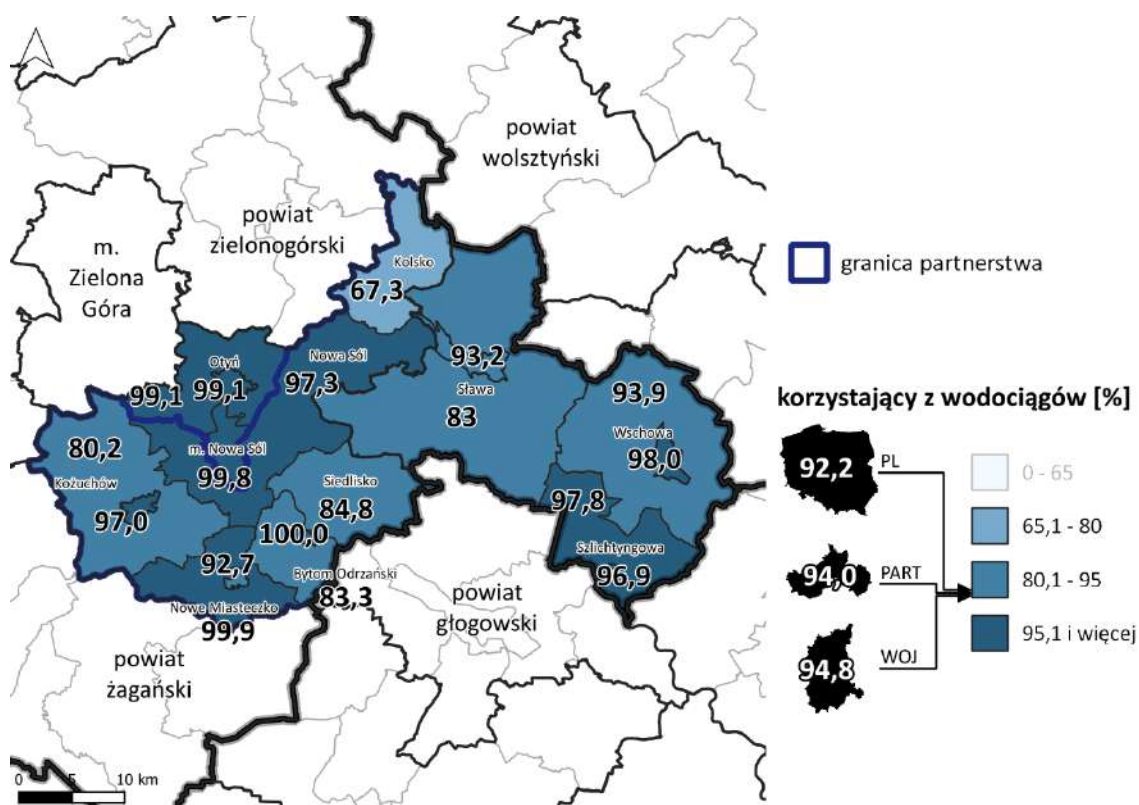 powiat
wolsztyński
powiat
zielonogórski
m.
Zielona
Góra
Kolsko
67,3
granica partnerstwa
Otyń
99,1
99,1
Nowa Sól
97,3
93,2
Sława
83
93,9
Wschowa
98,0
korzystający z wodociągów [%]
92,2
PL
0 - 65
65,1 - 80
94,0
PART
80,1 - 95
94,8
WOJ
95,1 i więcej
80,2
Kożuchów
97,0
m. Nowa Sól
99,8
Siedlisko
84,8
100,0
97,8
Szlichtyngowa
96,9
92,7
Bytom Odrzański
83,3
Nowe Miasteczko
99,9
powiat
głogowski
powiat
żagański
0 5 10 km